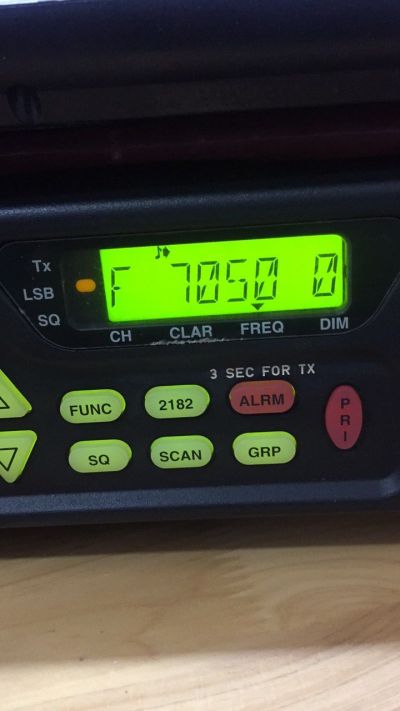 Tx
LSB
SQ
F 7050 0
CH CLAR FREQ DIM
3 SEC FOR TX
FUNC 2182 ALRM PRI
SQ SCAN GRP